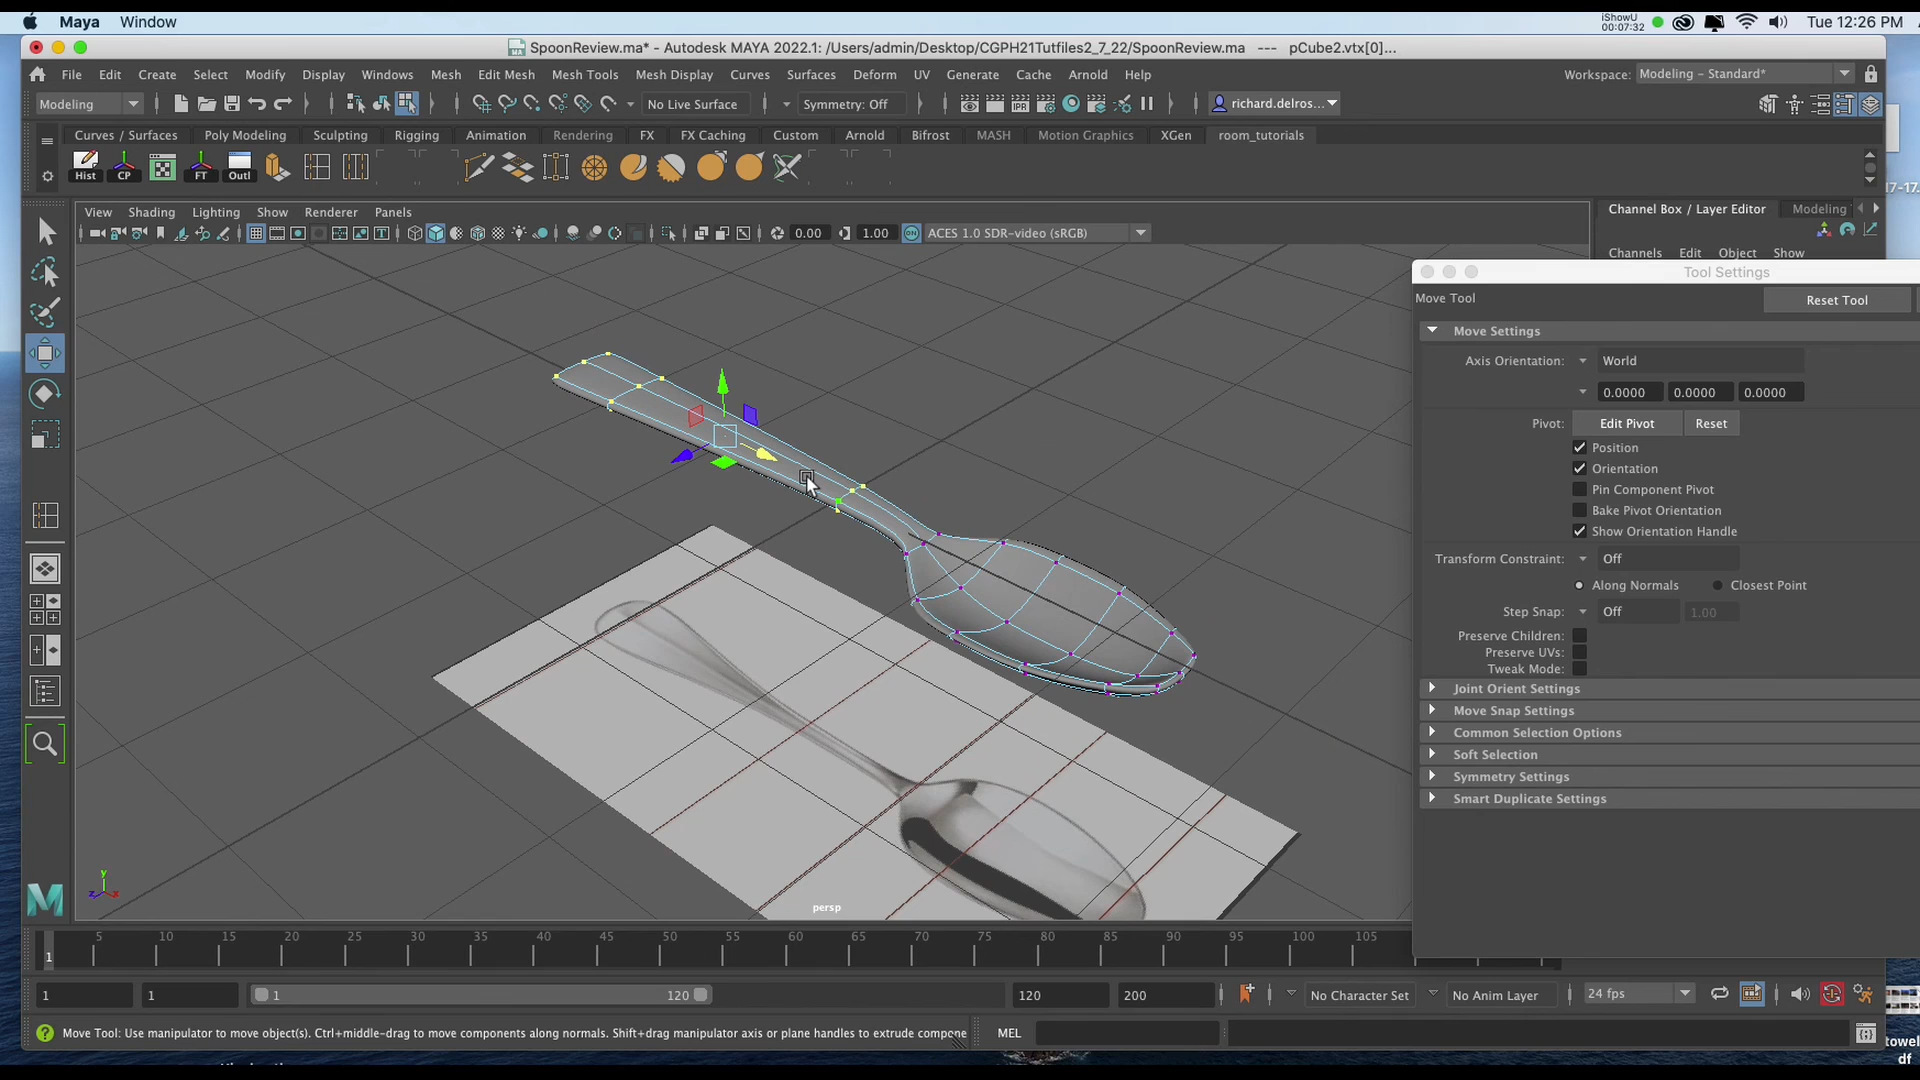 Maya Window
iShowU
00:07:32
Tue 12:26 PM
SpoonReview.ma* - Autodesk MAYA 2022.1: /Users/admin/Desktop/CGPH21Tutfiles2_7_22/SpoonReview.ma --- pCube2.vtx[0]...
File Edit Create Select Modify Display Windows Mesh Edit Mesh Mesh Tools Mesh Display Curves Surfaces Deform UV Generate Cache Arnold Help
Workspace: Modeling - Standard*
Modeling
No Live Surface
Symmetry: Off
IPR
richard.delros...
Curves / Surfaces Poly Modeling Sculpting Rigging Animation Rendering FX FX Caching Custom Arnold Bifrost MASH Motion Graphics XGen room_tutorials
Hist CP FT Outl
17-17.
View Shading Lighting Show Renderer Panels
Channel Box / Layer Editor Modeling
0.00 1.00 ON ACES 1.0 SDR-video (sRGB)
Channels Edit Object Show
Tool Settings
Move Tool
Reset Tool
Move Settings
Axis Orientation: World
0.0000 0.0000 0.0000
Pivot: Edit Pivot Reset
Position
Orientation
Pin Component Pivot
Bake Pivot Orientation
Show Orientation Handle
Transform Constraint: Off
Along Normals Closest Point
Step Snap: Off 1.00
Preserve Children:
Preserve UVs:
Tweak Mode:
Joint Orient Settings
Move Snap Settings
Common Selection Options
Soft Selection
Symmetry Settings
Smart Duplicate Settings
y
z x
persp
5 10 15 20 25 30 35 40 45 50 55 60 65 70 75 80 85 90 95 100 105
1
1 1 1 120 120 200 No Character Set No Anim Layer 24 fps
Move Tool: Use manipulator to move object(s). Ctrl+middle-drag to move components along normals. Shift+drag manipulator axis or plane handles to extrude compone
MEL
towel
df